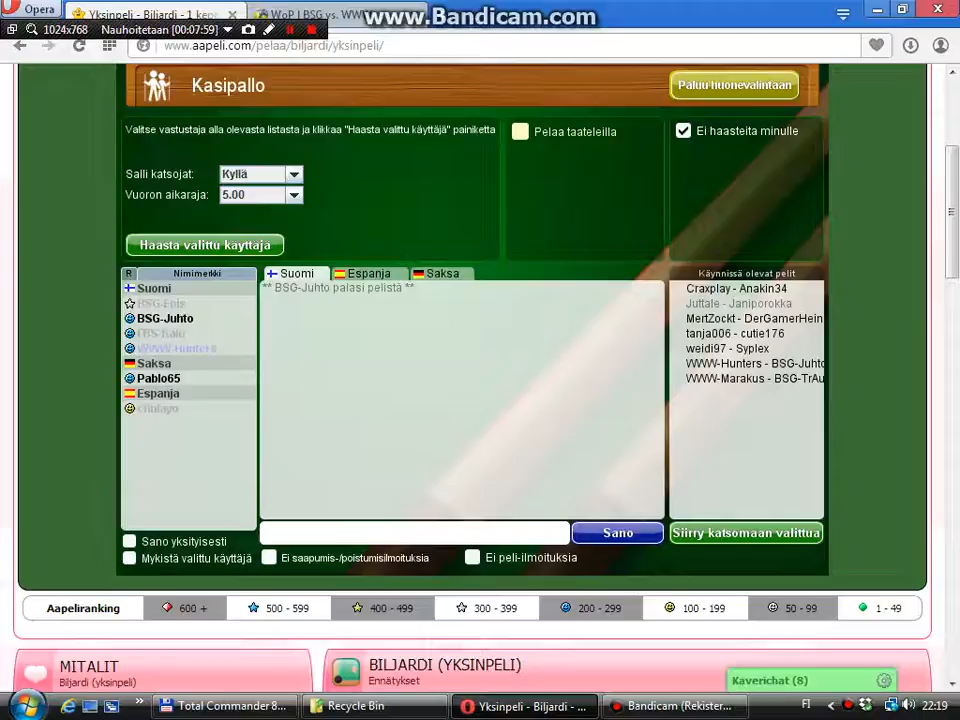 Opera
Yksinpeli - Biljardi - 1 kepp
WoP | BSG vs. WWW
www.Bandicam.com
1024x768
Nauhoitetaan [00:07:59]
www.aapeli.com/pelaa/biljardi/yksinpeli/
Kasipallo
Paluu huonevalintaan
Valitse vastustaja alla olevasta listasta ja klikkaa "Haasta valittu käyttäjä" painiketta
Pelaa taateleilla
Ei haasteita minulle
Salli katsojat:
Kyllä
Vuoron aikaraja:
5.00
Haasta valittu käyttäjä
R
Nimimerkki
Suomi
Espanja
Saksa
Käynnissä olevat pelit
Suomi
BSG-Juhto
WWW-Hunters
Saksa
Pablo65
Espanja
** BSG-Juhto palasi pelistä **
Craxplay - Anakin34
Juttale - Janiporokka
MertZockt - DerGamerHein
tanja006 - cutie176
weidi97 - Syplex
WWW-Hunters - BSG-Juhto
WWW-Marakus - BSG-TrAu
Sano
Siirry katsomaan valittua
Sano yksityisesti
Mykistä valittu käyttäjä
Ei saapumis-/poistumisilmoituksia
Ei peli-ilmoituksia
Aapeliranking
600 +
500 - 599
400 - 499
300 - 399
200 - 299
100 - 199
50 - 99
1 - 49
MITALIT
Biljardi (yksinpeli)
BILJARDI (YKSINPELI)
Ennätykset
Kaverichat (8)
Total Commander 8...
Recycle Bin
Yksinpeli - Biljardi - ...
Bandicam (Rekister...
FI
22:19